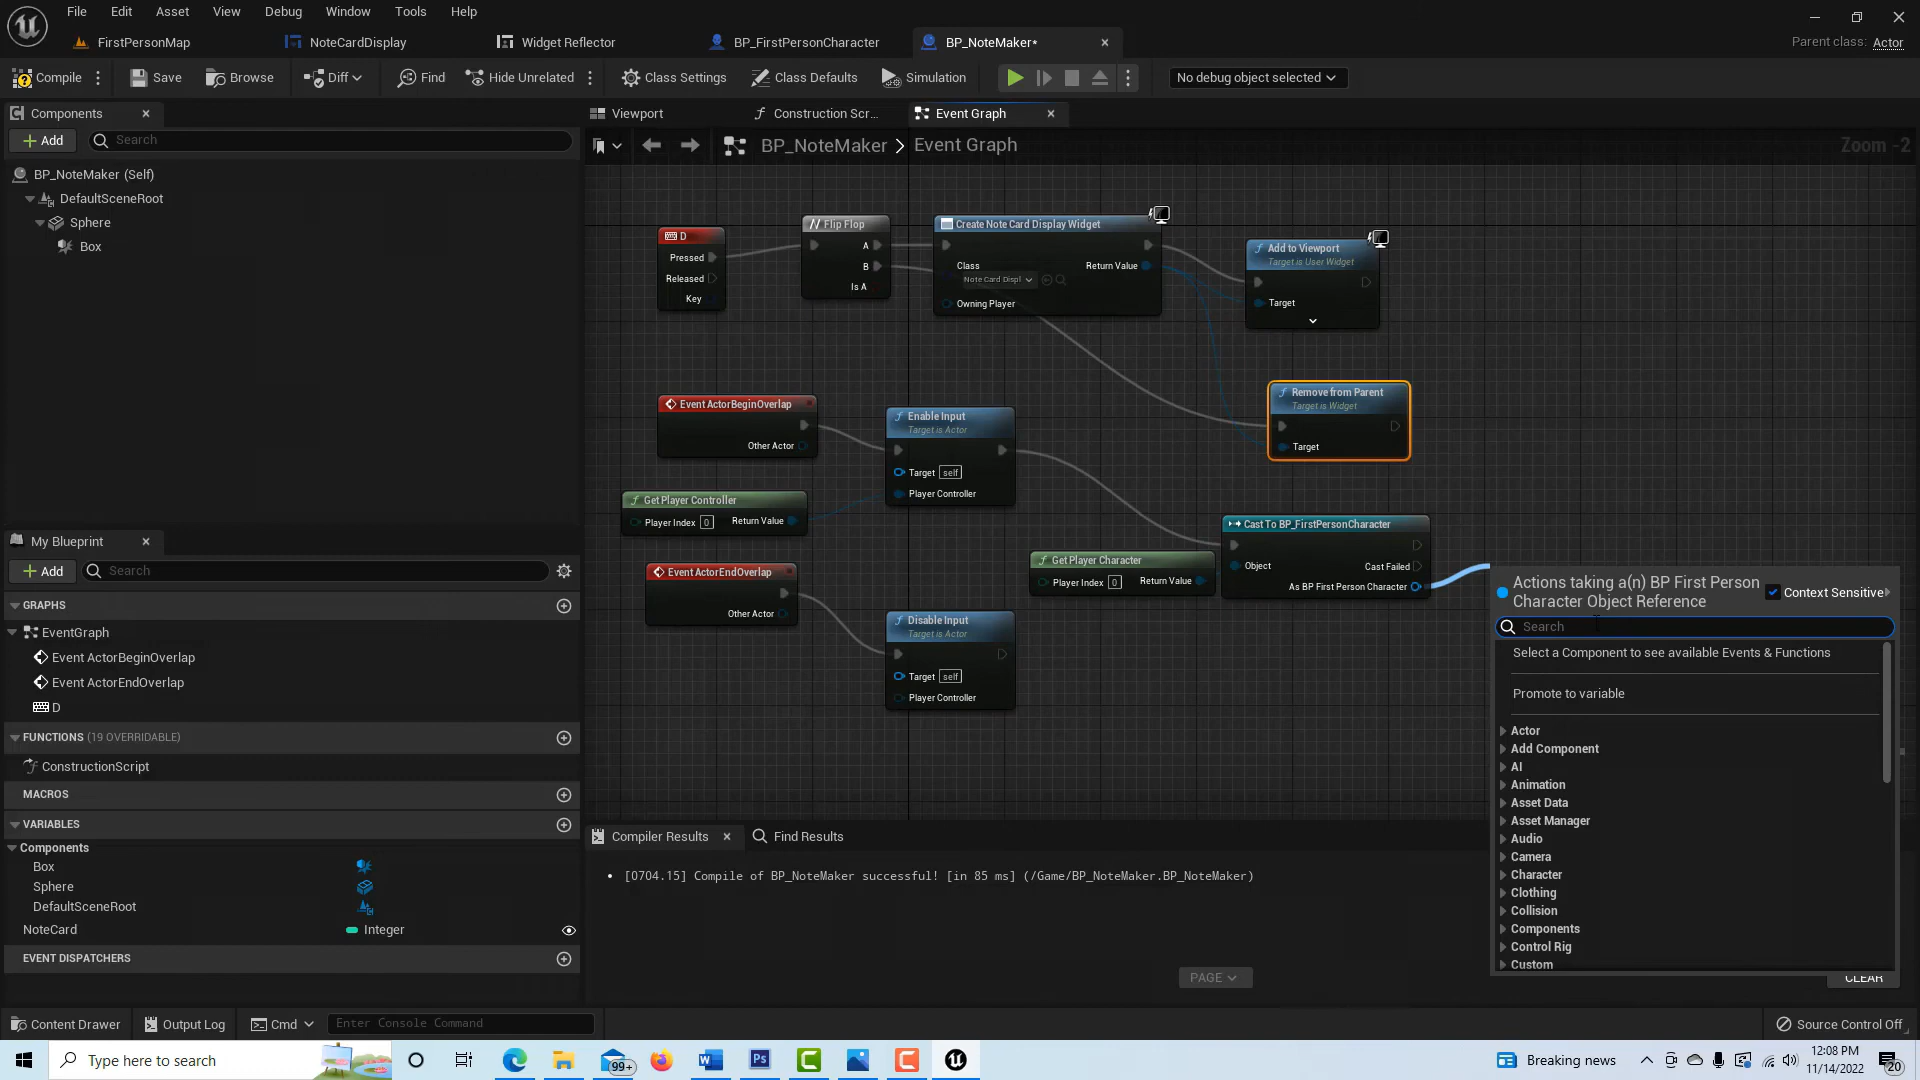 File Edit Asset View Debug Window Tools Help
FirstPersonMap NoteCardDisplay Widget Reflector BP_FirstPersonCharacter BP_NoteMaker*
Parent class: Actor
Compile Save Browse Diff Find Hide Unrelated Class Settings Class Defaults Simulation No debug object selected
Components
Viewport Construction Scr... Event Graph
Add Search
BP_NoteMaker > Event Graph
Zoom -2
BP_NoteMaker (Self)
DefaultSceneRoot
Sphere
Box
D
Pressed
Released
Key
Flip Flop
A
B
Is A
Create Note Card Display Widget
Class
Note Card Displ
Return Value
Owning Player
Add to Viewport
Target is User Widget
Target
Remove from Parent
Target is Widget
Target
Event ActorBeginOverlap
Other Actor
Enable Input
Target is Actor
Target self
Player Controller
Get Player Controller
Player Index 0 Return Value
Cast To BP_FirstPersonCharacter
Object Cast Failed
As BP First Person Character
Get Player Character
Player Index 0 Return Value
Event ActorEndOverlap
Other Actor
Disable Input
Target is Actor
Target self
Player Controller
Actions taking a(n) BP First Person
Character Object Reference
Context Sensitive
Search
Select a Component to see available Events & Functions
Promote to variable
Actor
Add Component
AI
Animation
Asset Data
Asset Manager
Audio
Camera
Character
Clothing
Collision
Components
Control Rig
Custom
My Blueprint
Add Search
GRAPHS
EventGraph
Event ActorBeginOverlap
Event ActorEndOverlap
D
FUNCTIONS (19 OVERRIDABLE)
ConstructionScript
MACROS
VARIABLES
Components
Box
Sphere
DefaultSceneRoot
NoteCard Integer
EVENT DISPATCHERS
Compiler Results Find Results
• [0704.15] Compile of BP_NoteMaker successful! [in 85 ms] (/Game/BP_NoteMaker.BP_NoteMaker)
PAGE
CLEAR
Content Drawer Output Log Cmd Enter Console Command
Source Control Off
Type here to search
99+
Breaking news
12:08 PM
11/14/2022
20